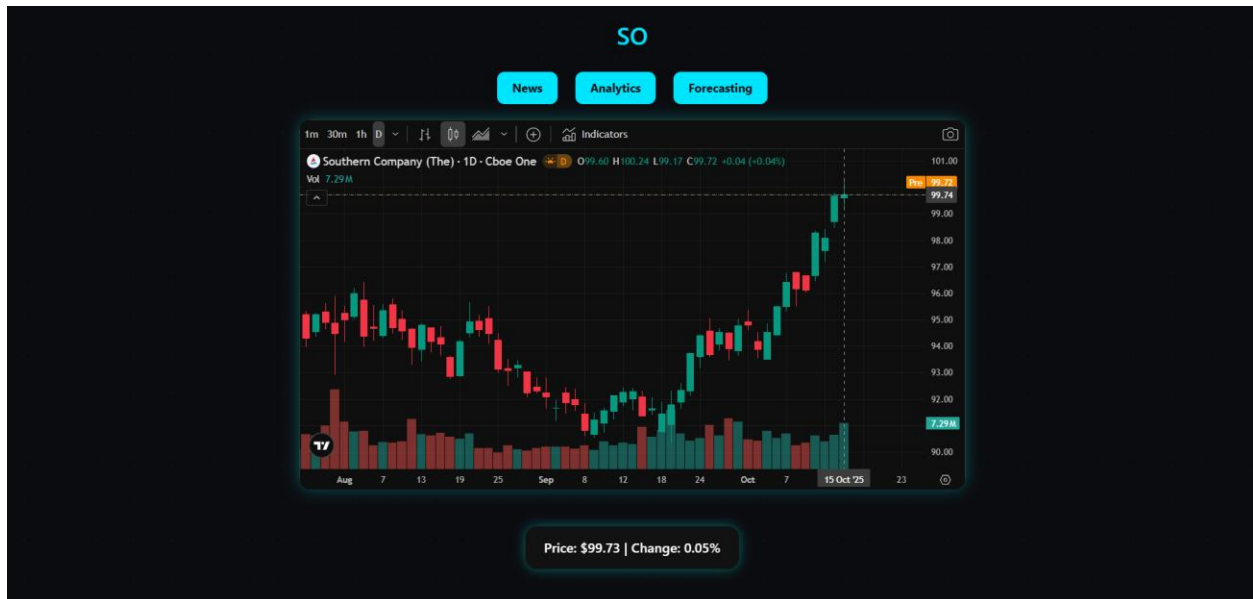 SO
News Analytics Forecasting
1m 30m 1h D Indicators
Southern Company (The) · 1D · Cboe One D O99.60 H100.24 L99.17 C99.72 +0.04 (+0.04%)
Vol 7.29M
101.00
Pre 99.72
99.74
99.00
98.00
97.00
96.00
95.00
94.00
93.00
92.00
7.29M
90.00
Aug 7 13 19 25 Sep 8 12 18 24 Oct 7 15 Oct '25 23
Price: $99.73 | Change: 0.05%